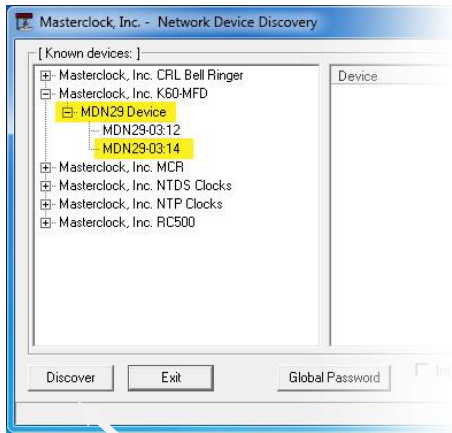 Masterclock, Inc. - Network Device Discovery
[ Known devices: ]
Masterclock, Inc. CRL Bell Ringer
Masterclock, Inc. K60-MFD
MDN29 Device
MDN29-03:12
MDN29-03:14
Masterclock, Inc. MCR
Masterclock, Inc. NTDS Clocks
Masterclock, Inc. NTP Clocks
Masterclock, Inc. RC500
Device
Discover Exit Global Password